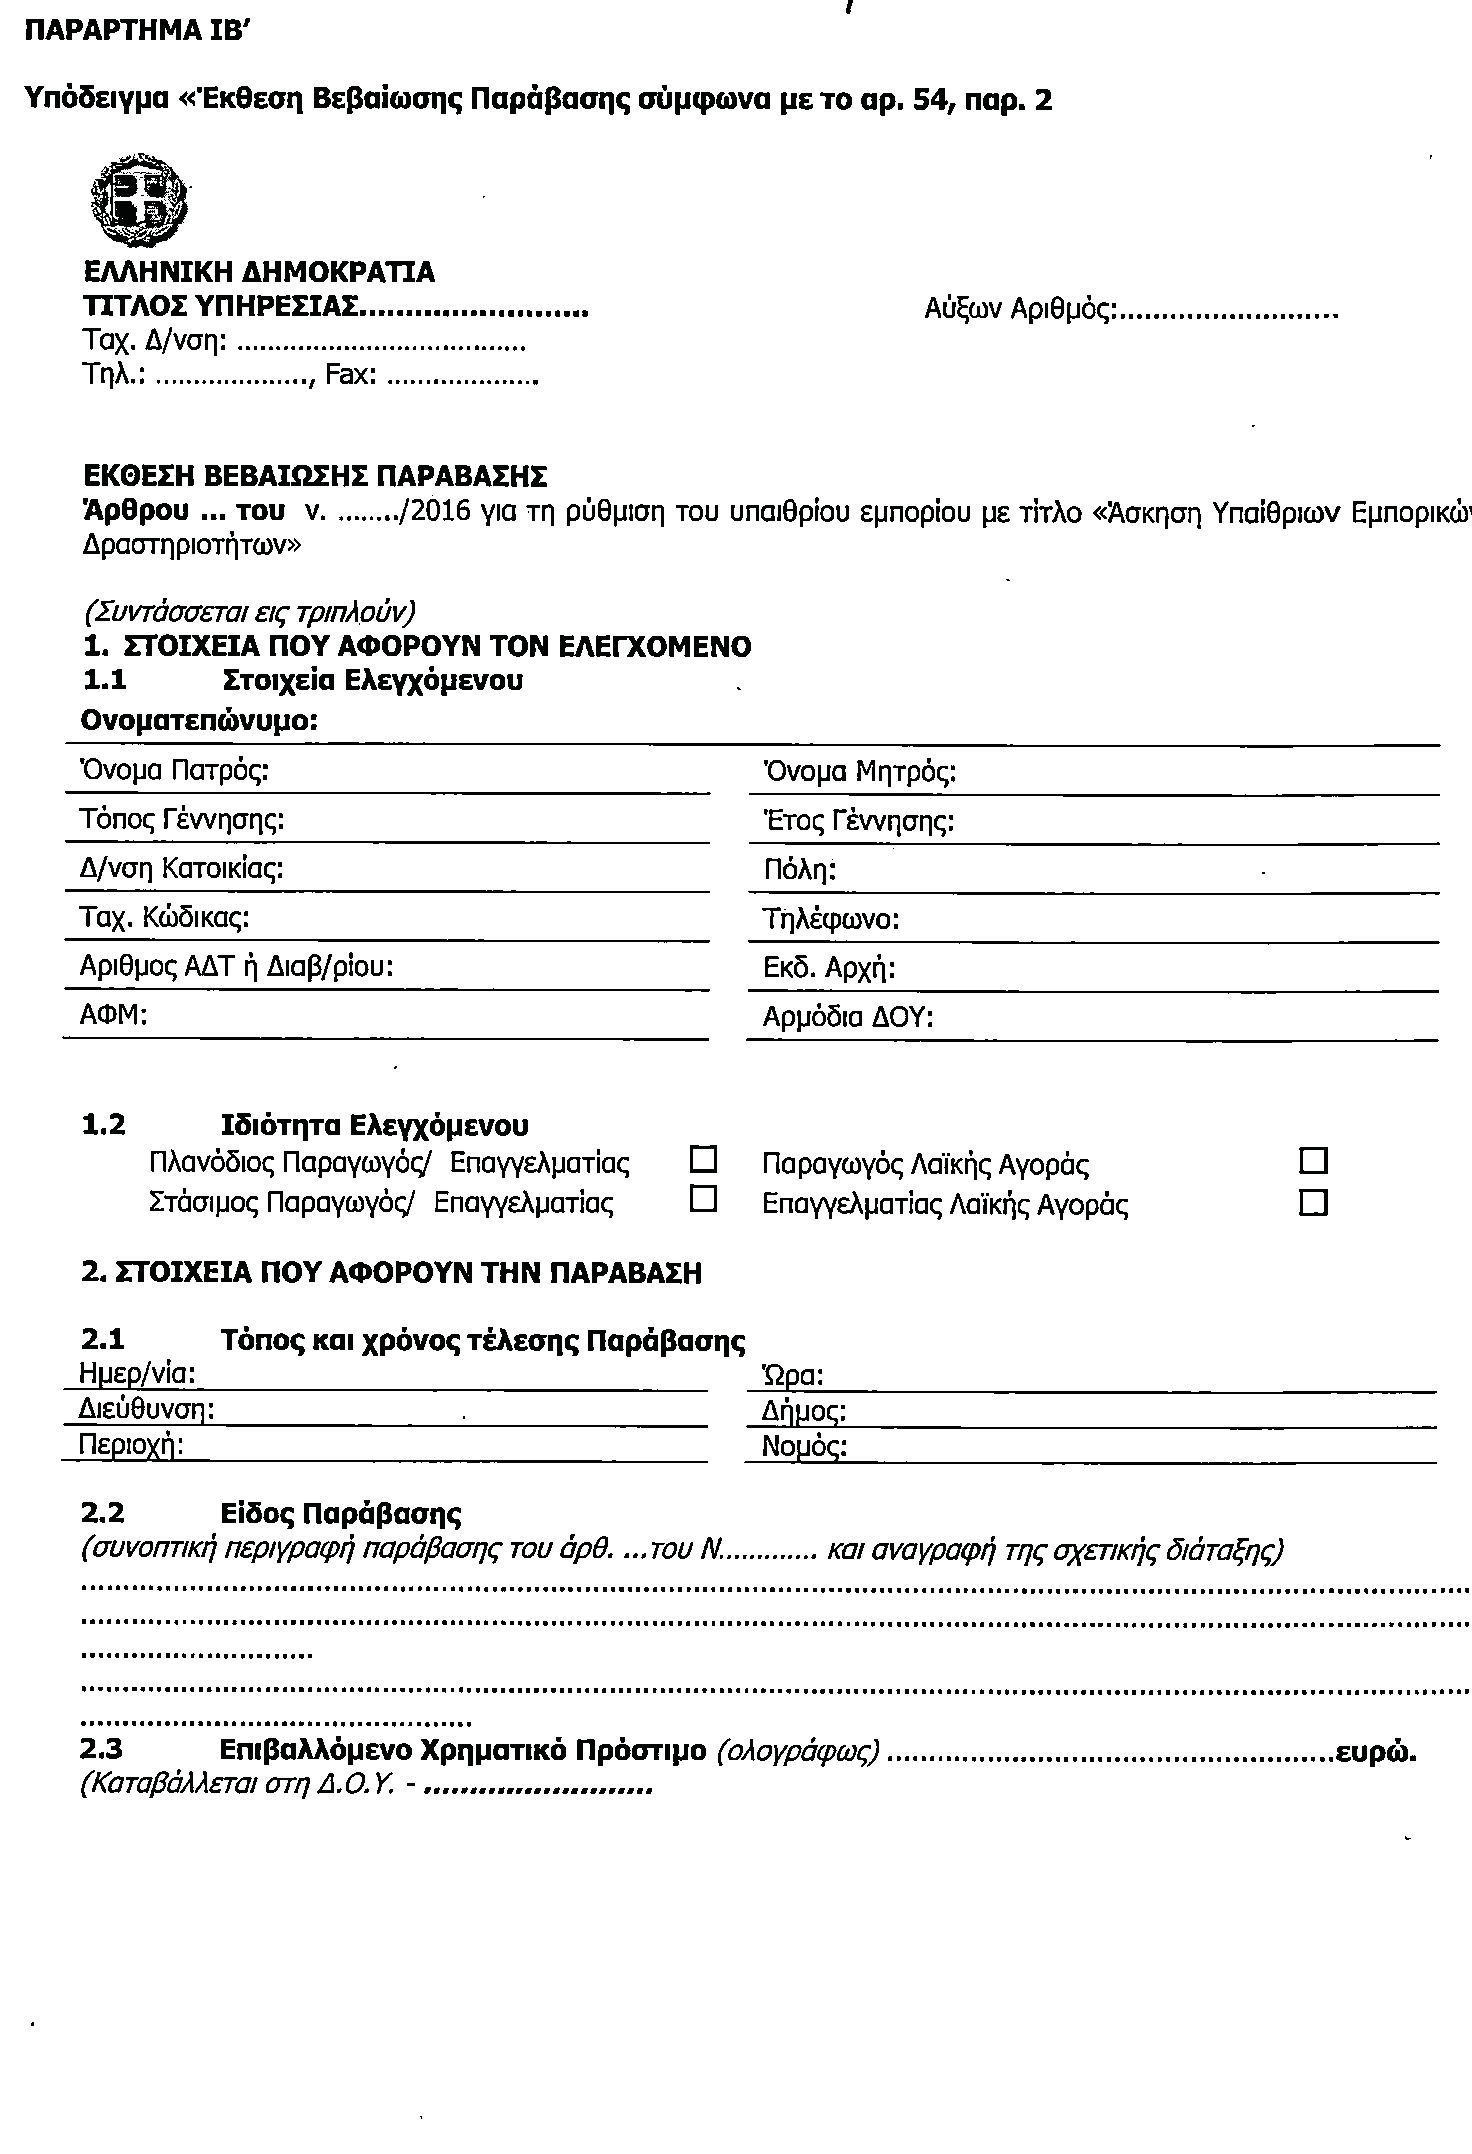 ΠΑΡΑΡΤΗΜΑ ΙΒ’
Υπόδειγμα «Έκθεση Βεβαίωσης Παράβασης σύμφωνα με το αρ. 54, παρ. 2
ΕΛΛΗΝΙΚΗ ΔΗΜΟΚΡΑΤΙΑ
ΤΙΤΛΟΣ ΥΠΗΡΕΣΙΑΣ......................... Αύξων Αριθμός:..........................
Ταχ. Δ/νση: .....................................
Τηλ.: ...................., Fax: ....................
ΕΚΘΕΣΗ ΒΕΒΑΙΩΣΗΣ ΠΑΡΑΒΑΣΗΣ
Άρθρου ... του ν. ......../2016 για τη ρύθμιση του υπαιθρίου εμπορίου με τίτλο «Άσκηση Υπαίθριων Εμπορικώ
Δραστηριοτήτων»
(Συντάσσεται εις τριπλούν)
1. ΣΤΟΙΧΕΙΑ ΠΟΥ ΑΦΟΡΟΥΝ ΤΟΝ ΕΛΕΓΧΟΜΕΝΟ
1.1 Στοιχεία Ελεγχόμενου
Ονοματεπώνυμο:
Όνομα Πατρός: Όνομα Μητρός:
Τόπος Γέννησης: Έτος Γέννησης:
Δ/νση Κατοικίας: Πόλη:
Ταχ. Κώδικας: Τηλέφωνο:
Αριθμος ΑΔΤ ή Διαβ/ρίου: Εκδ. Αρχή:
ΑΦΜ: Αρμόδια ΔΟΥ:
1.2 Ιδιότητα Ελεγχόμενου
Πλανόδιος Παραγωγός/ Επαγγελματίας ☐ Παραγωγός Λαϊκής Αγοράς ☐
Στάσιμος Παραγωγός/ Επαγγελματίας ☐ Επαγγελματίας Λαϊκής Αγοράς ☐
2. ΣΤΟΙΧΕΙΑ ΠΟΥ ΑΦΟΡΟΥΝ ΤΗΝ ΠΑΡΑΒΑΣΗ
2.1 Τόπος και χρόνος τέλεσης Παράβασης
Ημερ/νία: Ώρα:
Διεύθυνση: Δήμος:
Περιοχή: Νομός:
2.2 Είδος Παράβασης
(συνοπτική περιγραφή παράβασης του άρθ. ...του Ν............. και αναγραφή της σχετικής διάταξης)
2.3 Επιβαλλόμενο Χρηματικό Πρόστιμο (ολογράφως) ....................................................ευρώ.
(Καταβάλλεται στη Δ.Ο.Υ. - .........................